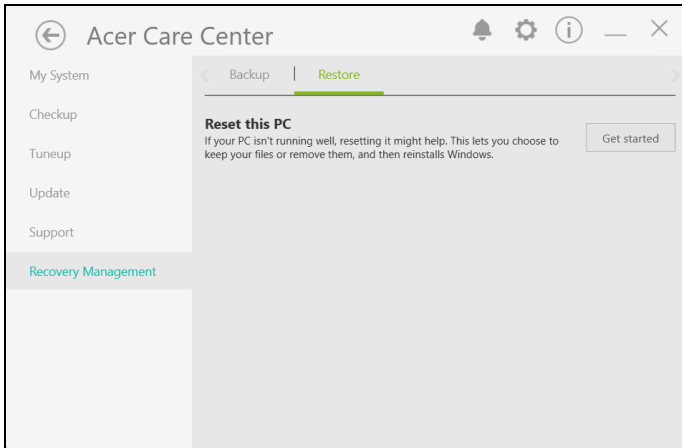 Acer Care Center
My System
Checkup
Tuneup
Update
Support
Recovery Management
Backup | Restore
Reset this PC
If your PC isn't running well, resetting it might help. This lets you choose to
keep your files or remove them, and then reinstalls Windows.
Get started